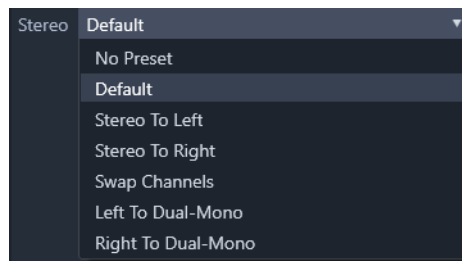 Stereo Default
No Preset
Default
Stereo To Left
Stereo To Right
Swap Channels
Left To Dual-Mono
Right To Dual-Mono